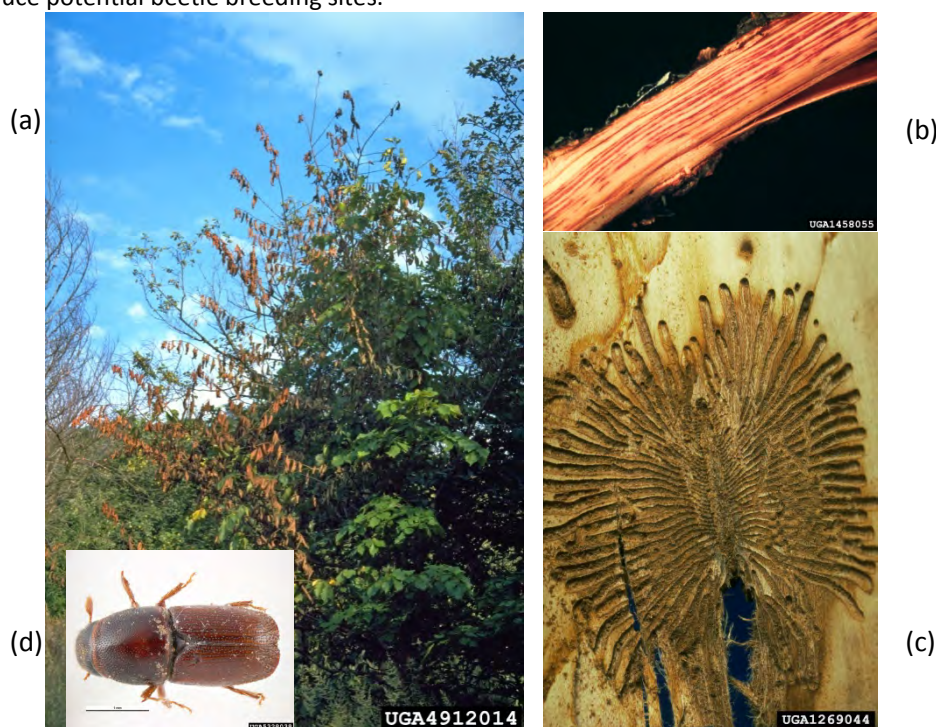 uce potential beetle breeding sites.
(a)
(b)
UGA1458055
(d)
(c)
UGA4912014
UGA1269044